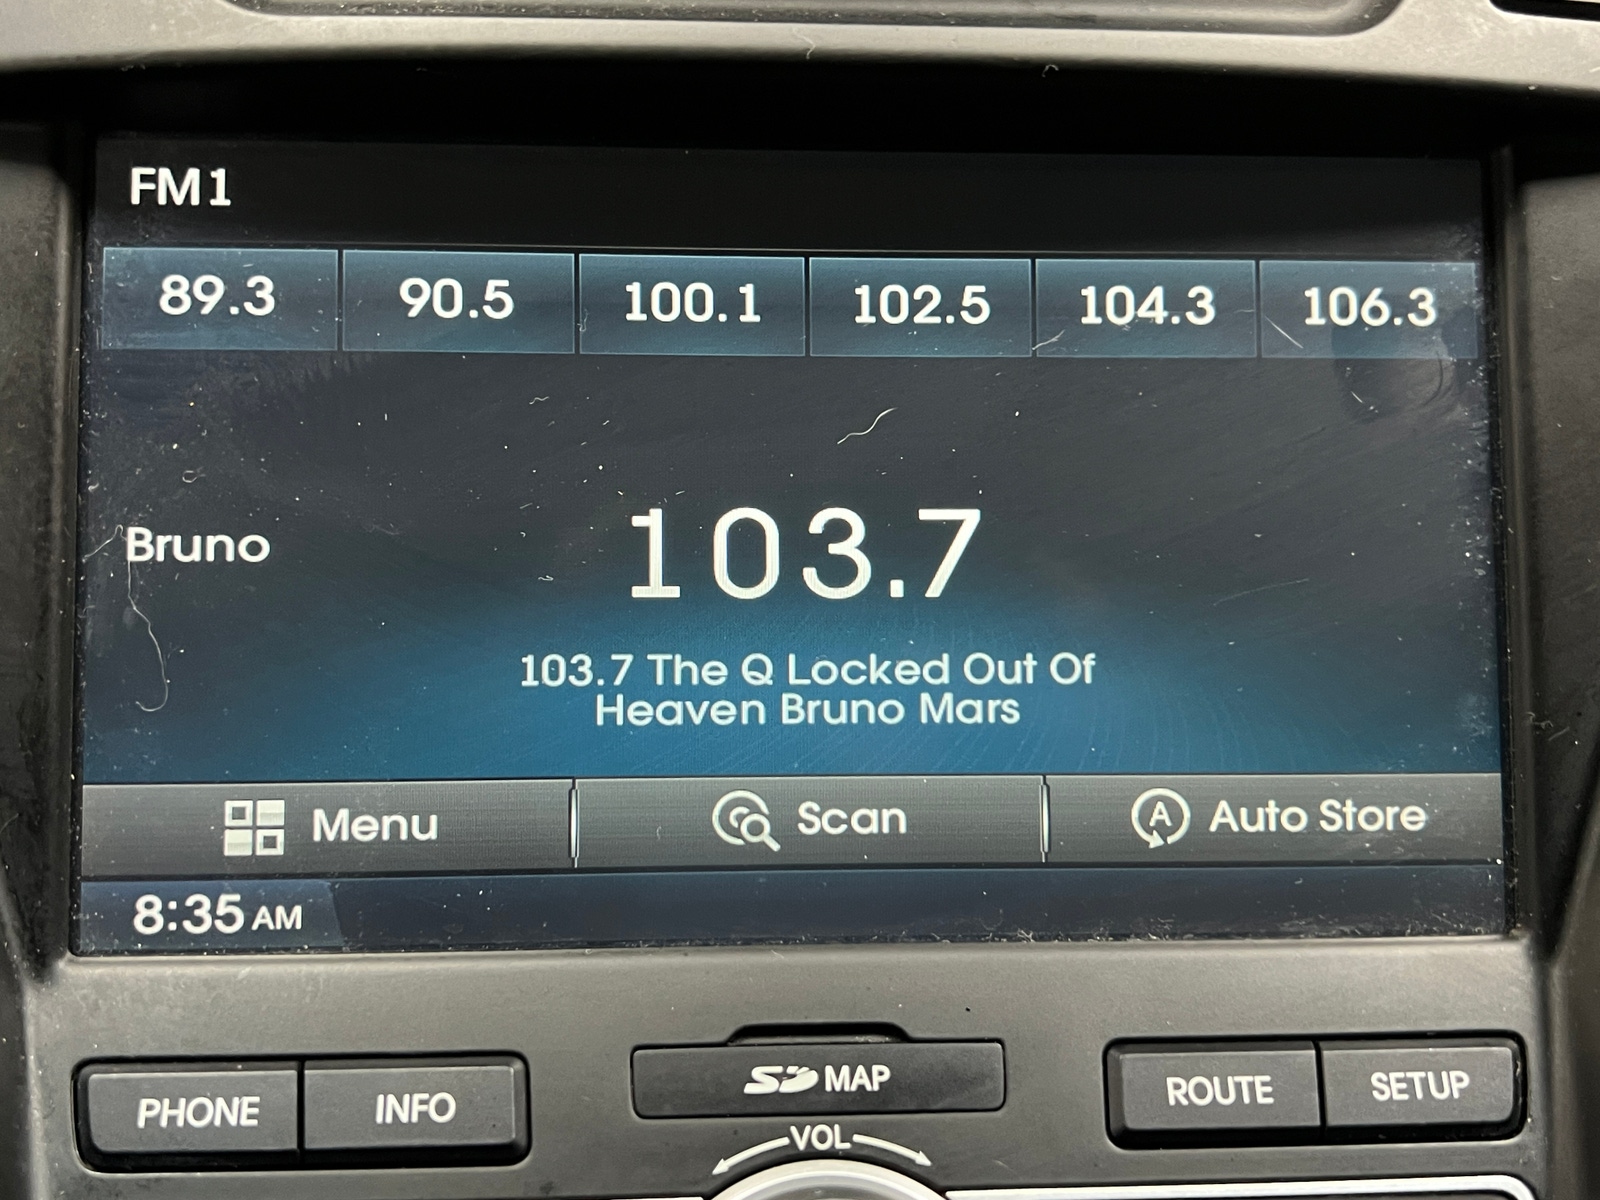 FM1
89.3 90.5 100.1 102.5 104.3 106.3
Bruno 103.7
103.7 The Q Locked Out Of
Heaven Bruno Mars
Menu Scan A Auto Store
8:35 AM
PHONE INFO SD MAP ROUTE SETUP
VOL